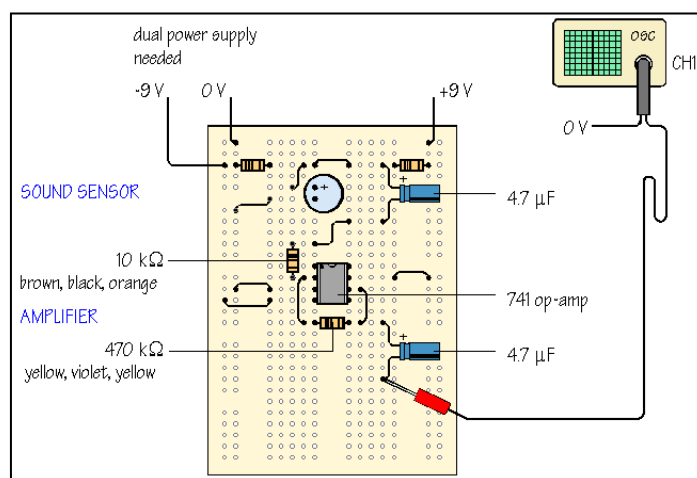 dual power supply
needed
-9 V
0 V
+9 V
OSC
CH1
0 V
SOUND SENSOR
+
+
4.7 µF
10 kΩ
brown, black, orange
741 op-amp
AMPLIFIER
470 kΩ
yellow, violet, yellow
+
4.7 µF